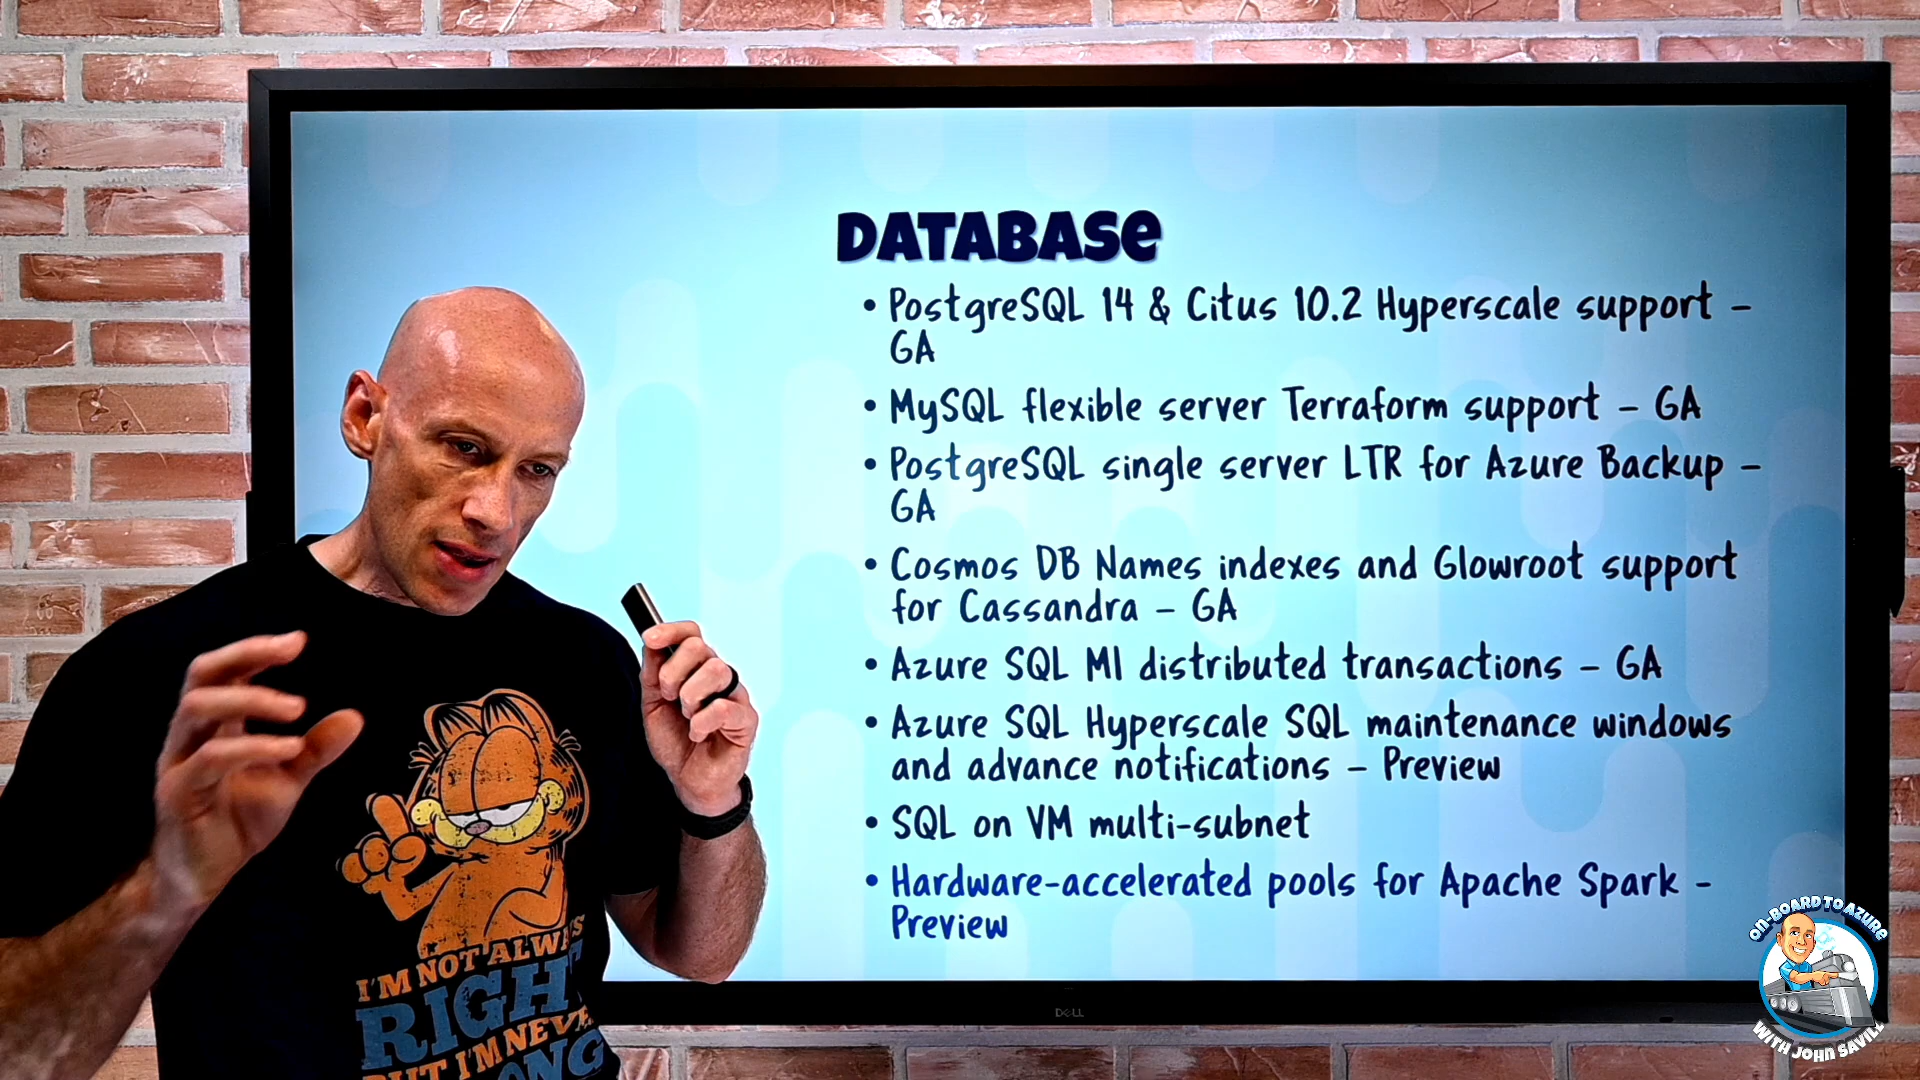 DATABASE
• PostgreSQL 14 & Citus 10.2 Hyperscale support –
GA
• MySQL flexible server Terraform support – GA
• PostgreSQL single server LTR for Azure Backup –
GA
• Cosmos DB Names indexes and Glowroot support
for Cassandra – GA
• Azure SQL MI distributed transactions – GA
• Azure SQL Hyperscale SQL maintenance windows
and advance notifications – Preview
• SQL on VM multi-subnet
• Hardware-accelerated pools for Apache Spark -
Preview
I'M NOT ALWAYS
RIGHT
BUT I'M NEVER
ONG
DELL
ON-BOARD TO AZURE
WITH JOHN SAVILL